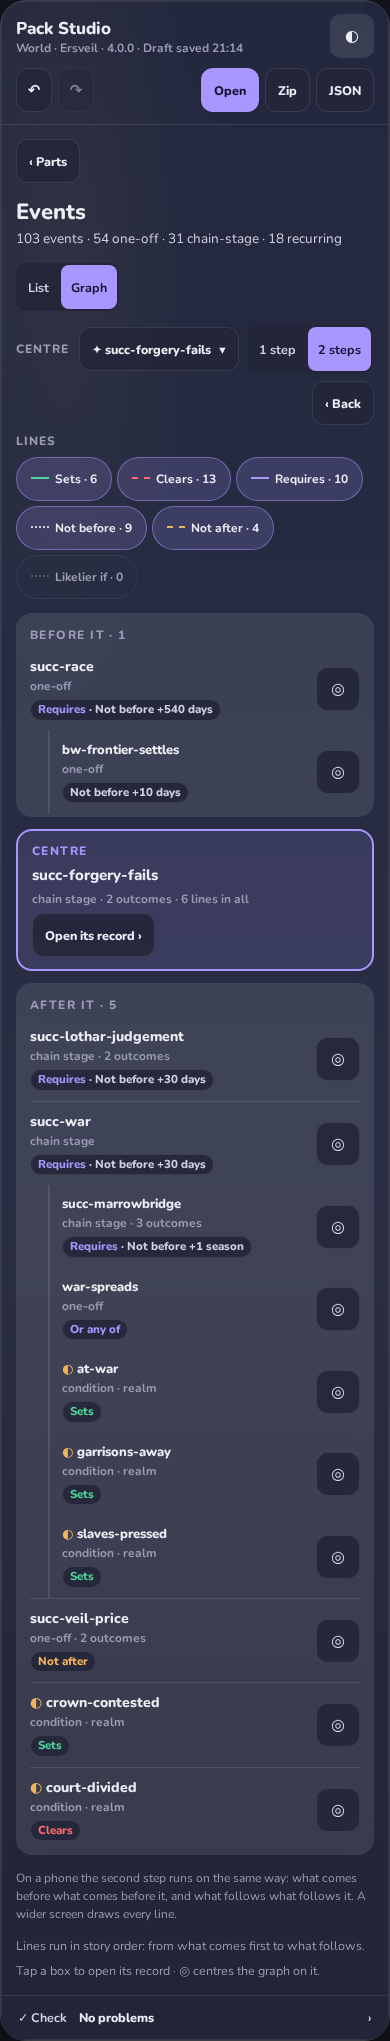 Pack Studio
World · Ersveil · 4.0.0 · Draft saved 21:14
Open Zip JSON
‹ Parts
Events
103 events · 54 one-off · 31 chain-stage · 18 recurring
List Graph
CENTRE ✦ succ-forgery-fails ▾ 1 step 2 steps
‹ Back
LINES
Sets · 6 Clears · 13 Requires · 10
Not before · 9 Not after · 4
Likelier if · 0
BEFORE IT · 1
succ-race
one-off
Requires · Not before +540 days
bw-frontier-settles
one-off
Not before +10 days
CENTRE
succ-forgery-fails
chain stage · 2 outcomes · 6 lines in all
Open its record ›
AFTER IT · 5
succ-lothar-judgement
chain stage · 2 outcomes
Requires · Not before +30 days
succ-war
chain stage
Requires · Not before +30 days
succ-marrowbridge
chain stage · 3 outcomes
Requires · Not before +1 season
war-spreads
one-off
Or any of
◐ at-war
condition · realm
Sets
◐ garrisons-away
condition · realm
Sets
◐ slaves-pressed
condition · realm
Sets
succ-veil-price
one-off · 2 outcomes
Not after
◐ crown-contested
condition · realm
Sets
◐ court-divided
condition · realm
Clears
On a phone the second step runs on the same way: what comes
before what comes before it, and what follows what follows it. A
wider screen draws every line.
Lines run in story order: from what comes first to what follows.
Tap a box to open its record · ◎ centres the graph on it.
✓ Check No problems ›